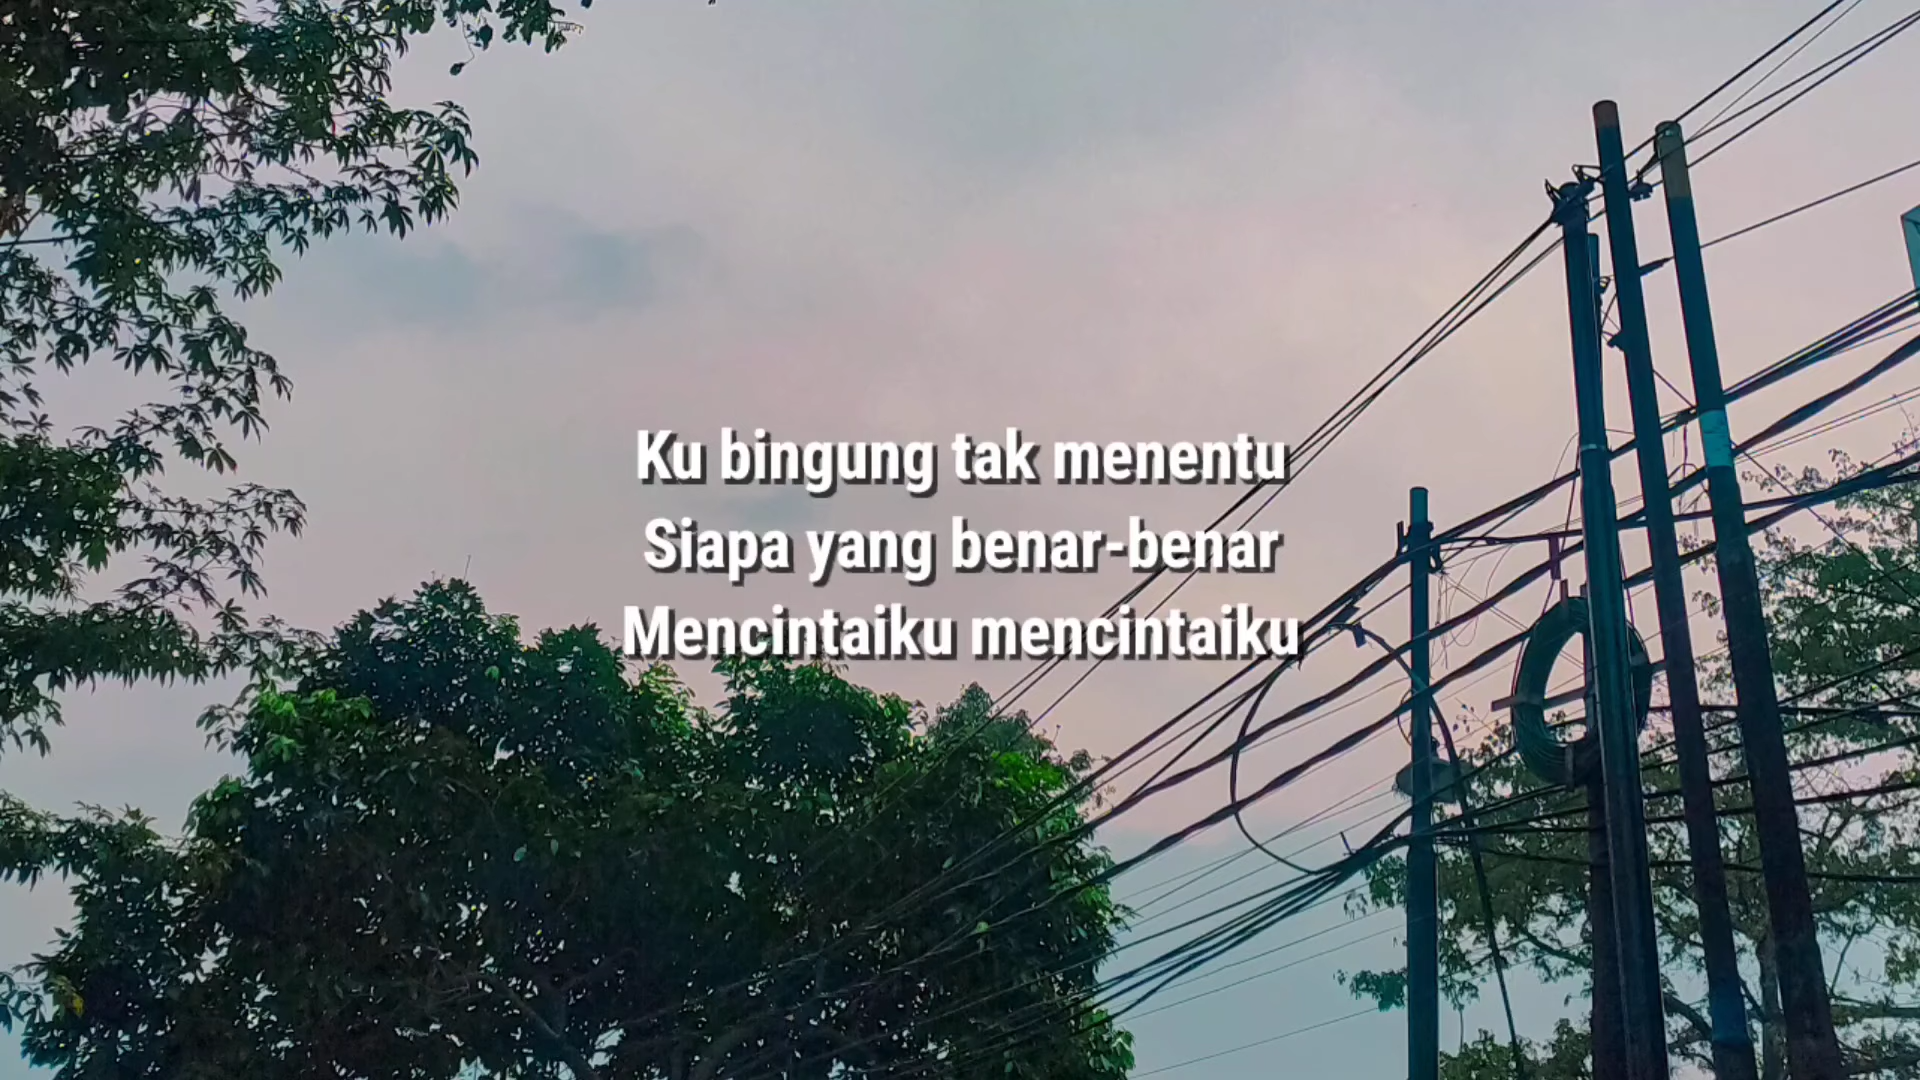 Ku bingung tak menentu
Siapa yang benar-benar
Mencintaiku mencintaiku